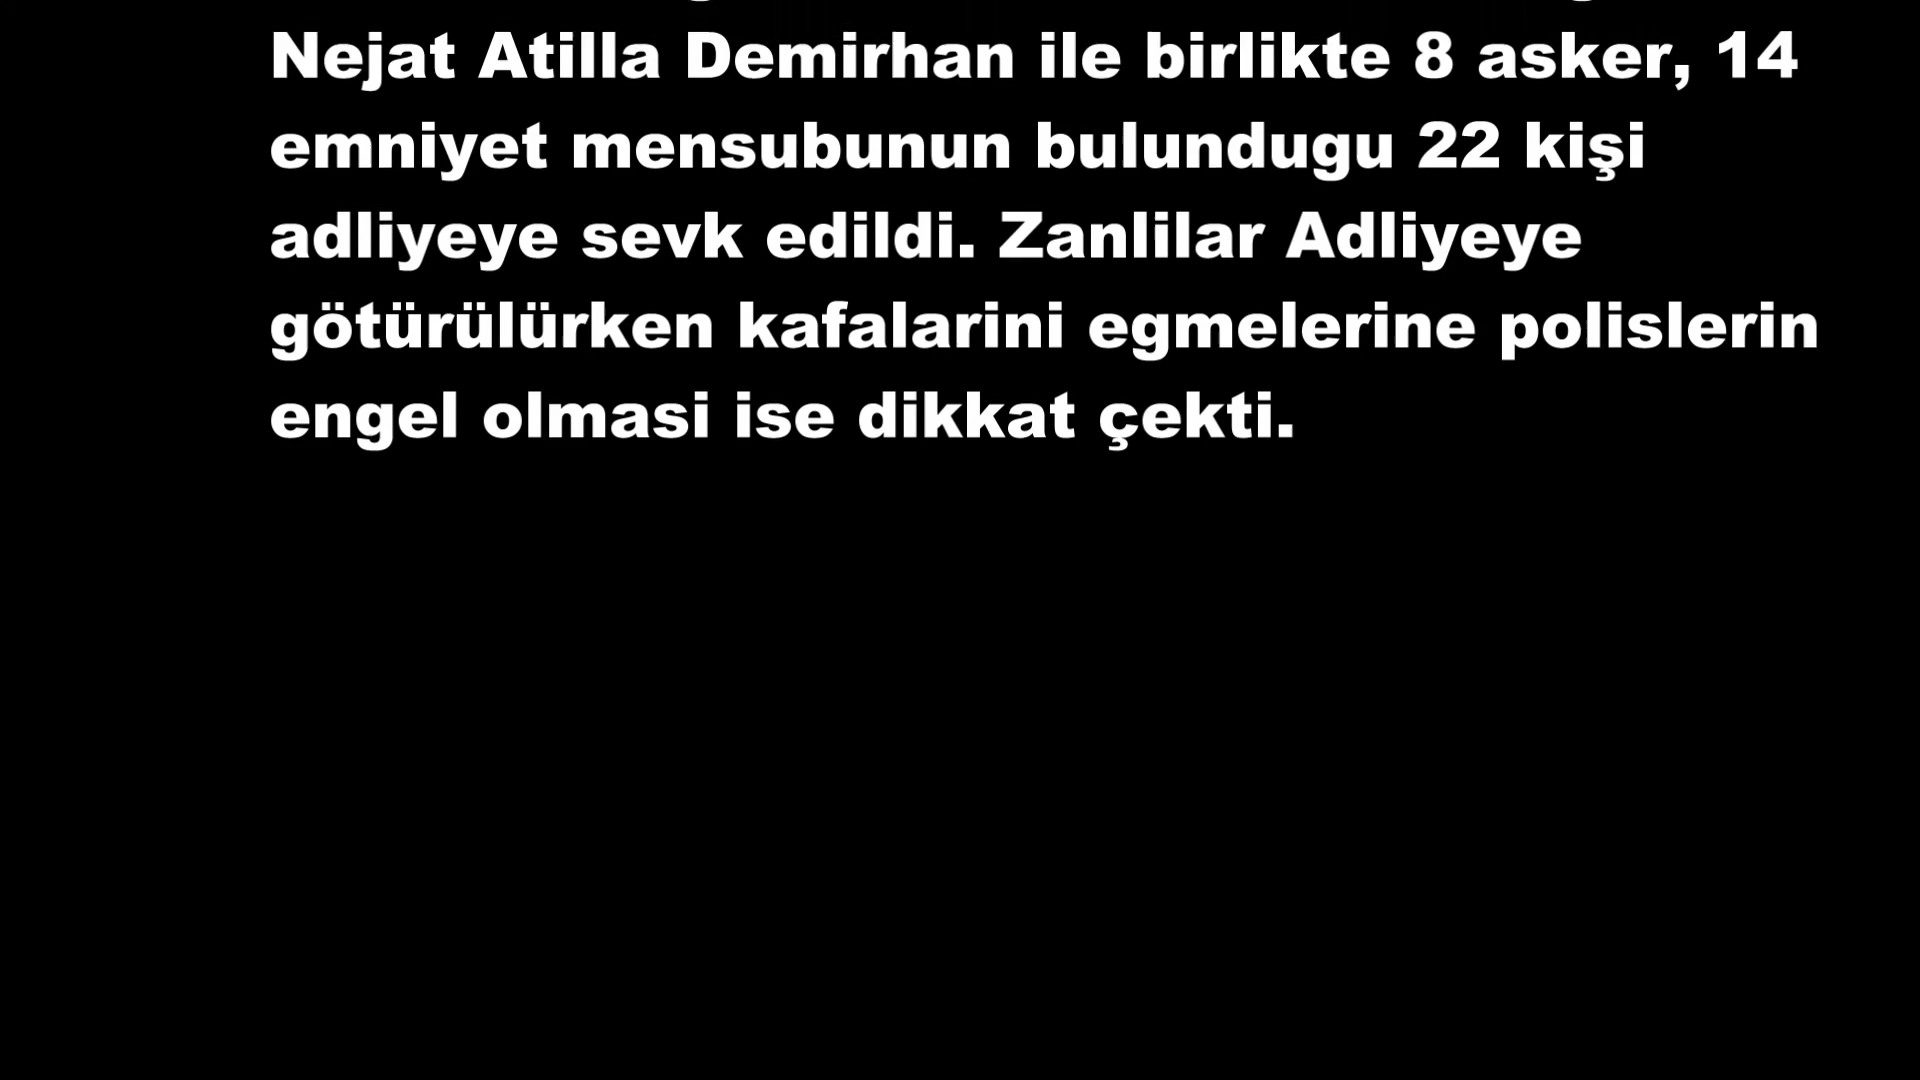 Nejat Atilla Demirhan ile birlikte 8 asker, 14
emniyet mensubunun bulundugu 22 kişi
adliyeye sevk edildi. Zanlilar Adliyeye
götürülürken kafalarini egmelerine polislerin
engel olmasi ise dikkat çekti.